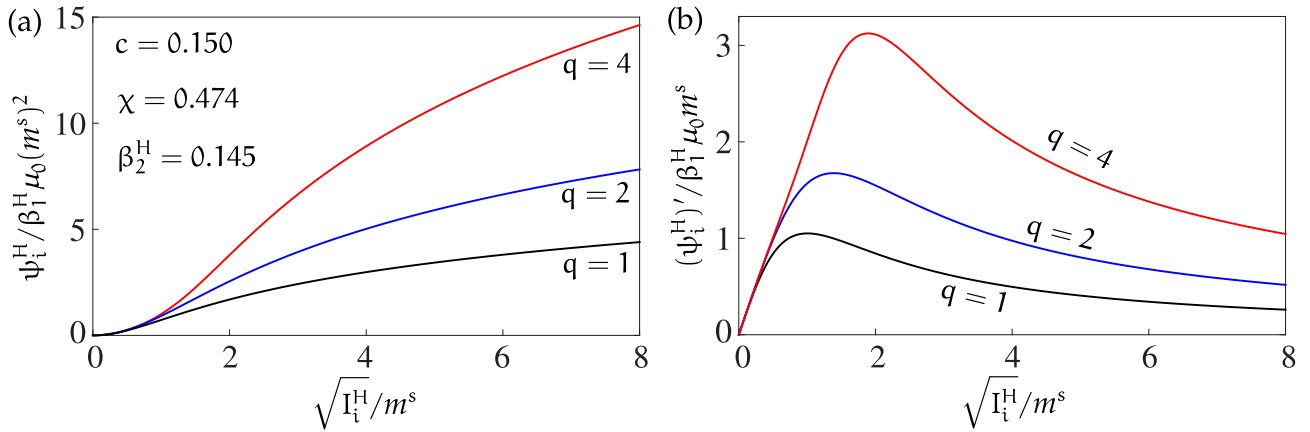 (a)
ψᵢᴴ/β₁ᴴμ₀(mˢ)²
15
10
5
0
c = 0.150
χ = 0.474
β₂ᴴ = 0.145
q = 4
q = 2
q = 1
0 2 4 6 8
√Iᵢᴴ/mˢ
(b)
(ψᵢᴴ)′/β₁ᴴμ₀mˢ
3
2
1
0
q = 4
q = 2
q = 1
0 2 4 6 8
√Iᵢᴴ/mˢ